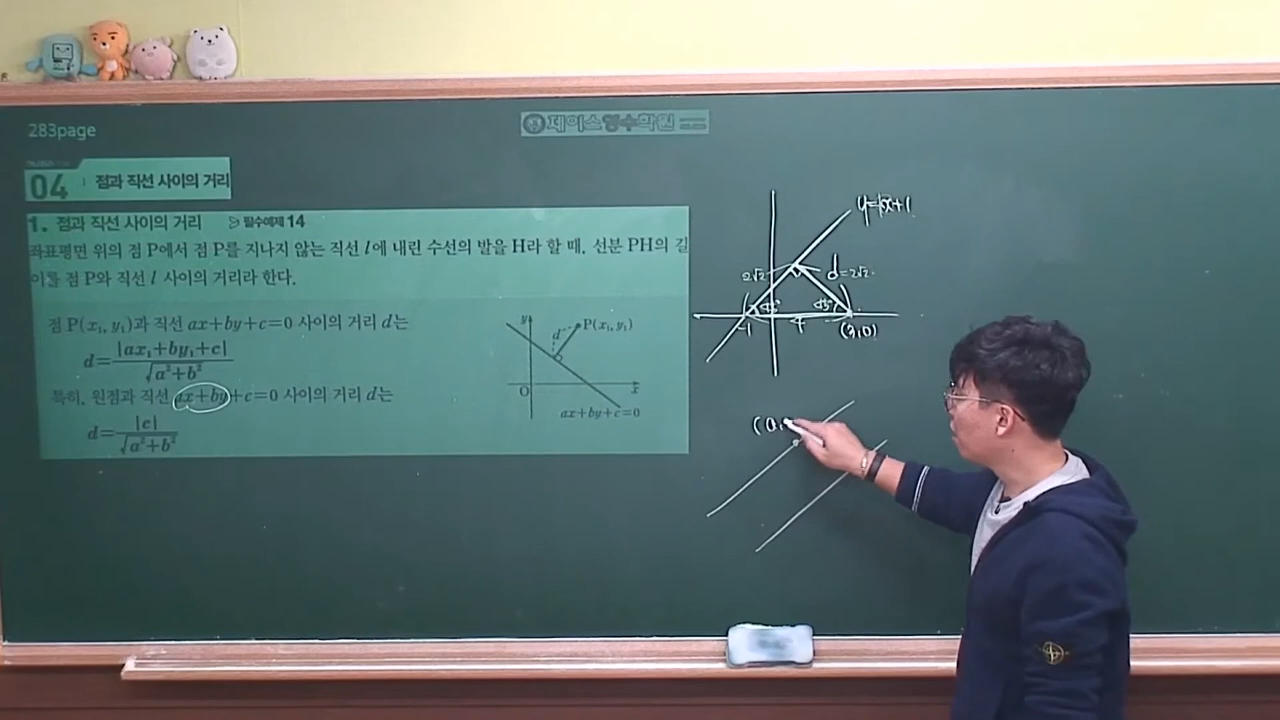 283page
제이스영수학원
04 점과 직선 사이의 거리
1. 점과 직선 사이의 거리 필수예제 14
좌표평면 위의 점 P에서 점 P를 지나지 않는 직선 l에 내린 수선의 발을 H라 할 때, 선분 PH의 길
이를 점 P와 직선 l 사이의 거리라 한다.
점 P(x₁, y₁)과 직선 ax+by+c=0 사이의 거리 d는
d=|ax₁+by₁+c|/√(a²+b²)
특히, 원점과 직선 ax+by+c=0 사이의 거리 d는
d=|c|/√(a²+b²)
y
P(x₁, y₁)
d
O
x
ax+by+c=0
2√2
d=2√2
45°
45°
-1
4
(3,0)
(0,